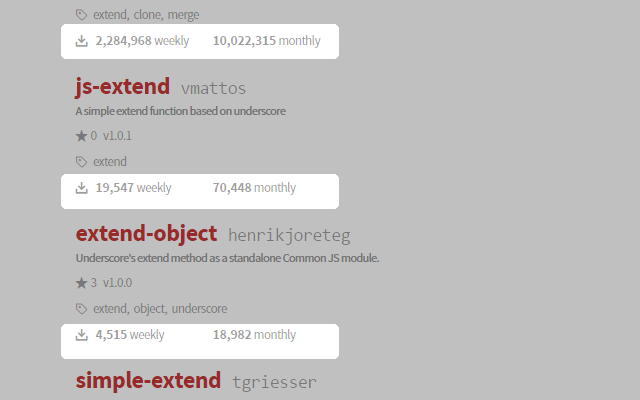 extend, clone, merge
2,284,968 weekly 10,022,315 monthly
js-extend vmattos
A simple extend function based on underscore
★ 0 v1.0.1
extend
19,547 weekly 70,448 monthly
extend-object henrikjoreteg
Underscore's extend method as a standalone Common JS module.
★ 3 v1.0.0
extend, object, underscore
4,515 weekly 18,982 monthly
simple-extend tgriesser